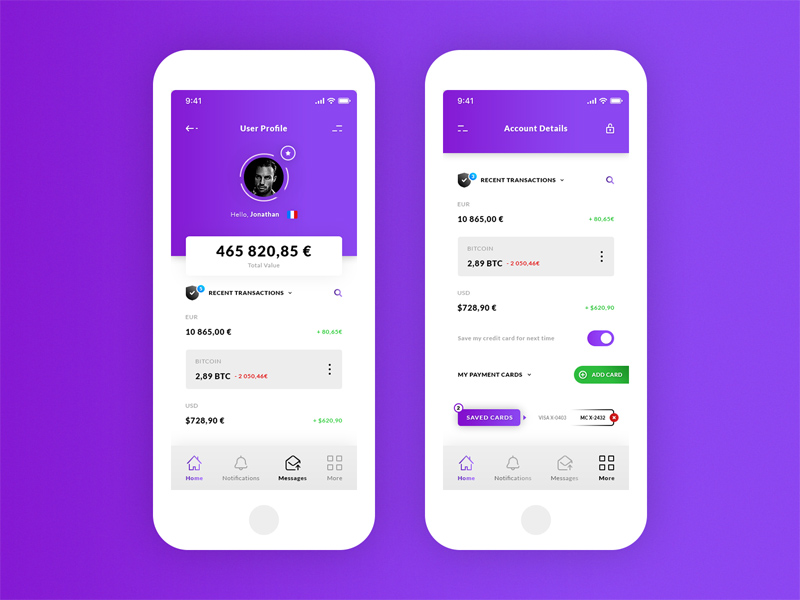 9:41
User Profile
Hello, Jonathan
465 820,85 €
Total Value
RECENT TRANSACTIONS
EUR
10 865,00 € + 80,65€
BITCOIN
2,89 BTC - 2 050,46€
USD
$728,90 € + $620,90
Home Notifications Messages More
9:41
Account Details
2
RECENT TRANSACTIONS
EUR
10 865,00 € + 80,65€
BITCOIN
2,89 BTC - 2 050,46€
USD
$728,90 € + $620,90
Save my credit card for next time
MY PAYMENT CARDS ADD CARD
2
SAVED CARDS VISA X-0403 MC X-2432
Home Notifications Messages More